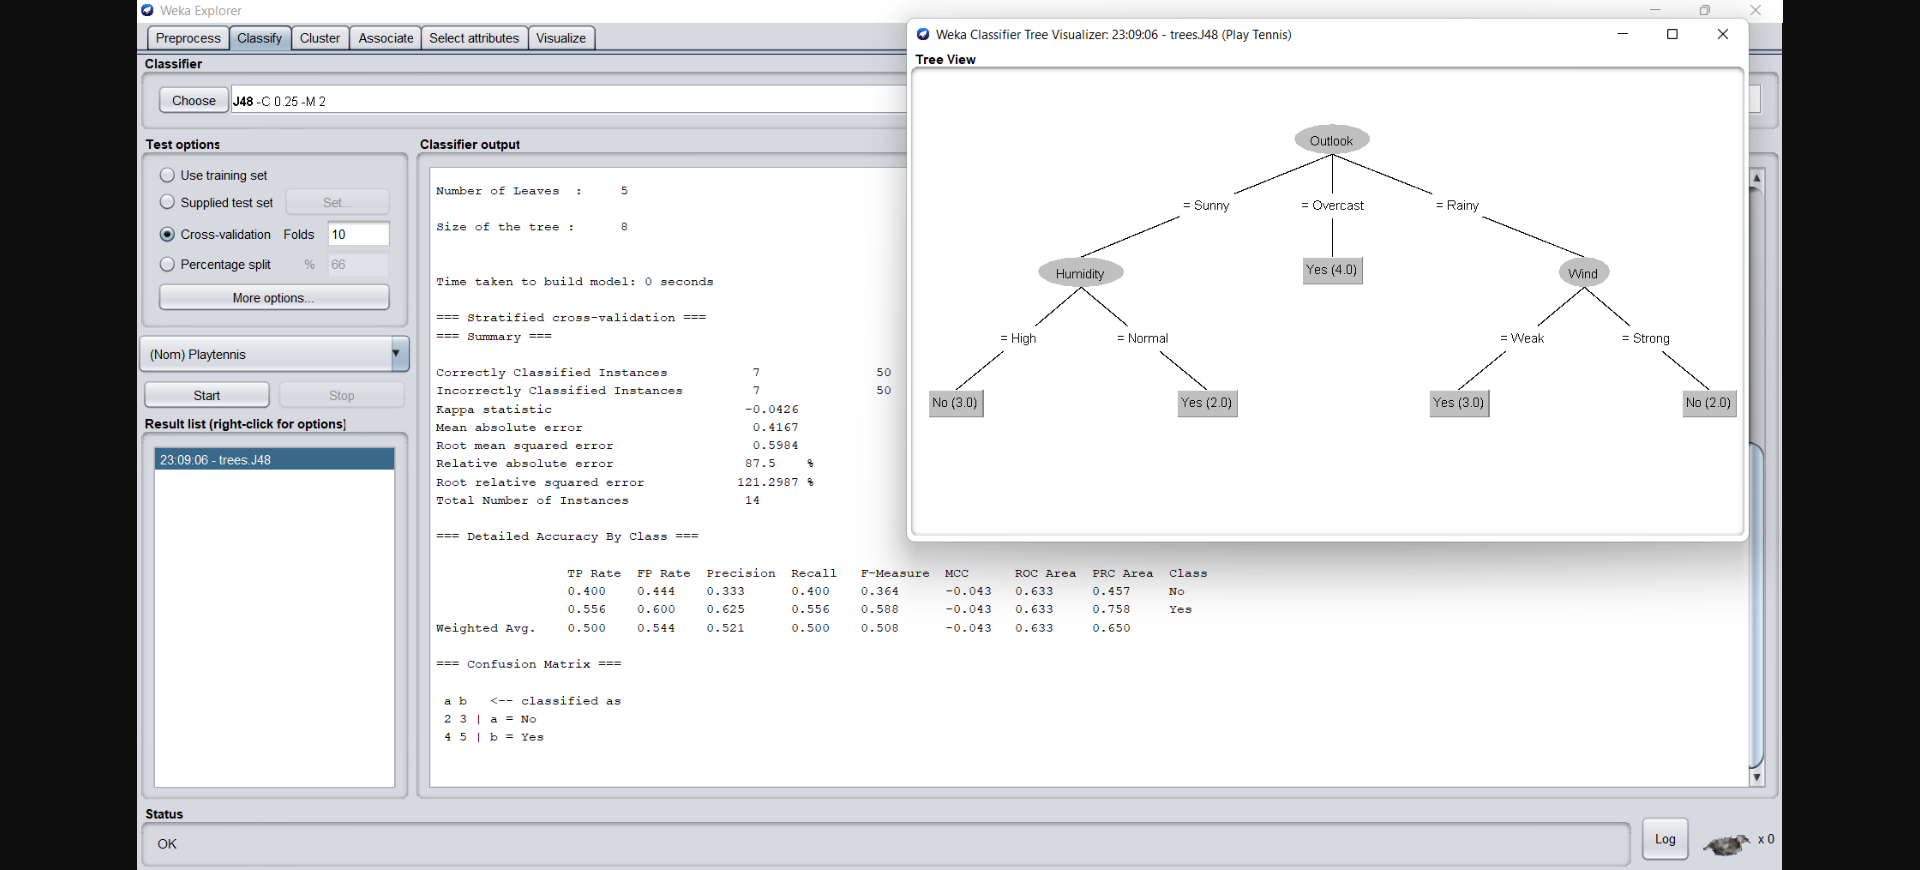 Weka Explorer
Preprocess Classify Cluster Associate Select attributes Visualize
Classifier
Choose J48 -C 0.25 -M 2
Test options
Use training set
Supplied test set Set...
Cross-validation Folds 10
Percentage split % 66
More options...
(Nom) Playtennis
Start Stop
Result list (right-click for options)
23:09:06 - trees.J48
Classifier output
Number of Leaves : 5
Size of the tree : 8
Time taken to build model: 0 seconds
=== Stratified cross-validation ===
=== Summary ===
Correctly Classified Instances 7 50
Incorrectly Classified Instances 7 50
Kappa statistic -0.0426
Mean absolute error 0.4167
Root mean squared error 0.5984
Relative absolute error 87.5 %
Root relative squared error 121.2987 %
Total Number of Instances 14
=== Detailed Accuracy By Class ===
TP Rate FP Rate Precision Recall F-Measure MCC ROC Area PRC Area Class
0.400 0.444 0.333 0.400 0.364 -0.043 0.633 0.457 No
0.556 0.600 0.625 0.556 0.588 -0.043 0.633 0.758 Yes
Weighted Avg. 0.500 0.544 0.521 0.500 0.508 -0.043 0.633 0.650
=== Confusion Matrix ===
a b <-- classified as
2 3 | a = No
4 5 | b = Yes
Weka Classifier Tree Visualizer: 23:09:06 - trees.J48 (Play Tennis)
Tree View
Outlook
= Sunny = Overcast = Rainy
Humidity Yes (4.0) Wind
= High = Normal = Weak = Strong
No (3.0) Yes (2.0) Yes (3.0) No (2.0)
Status
OK
Log x 0